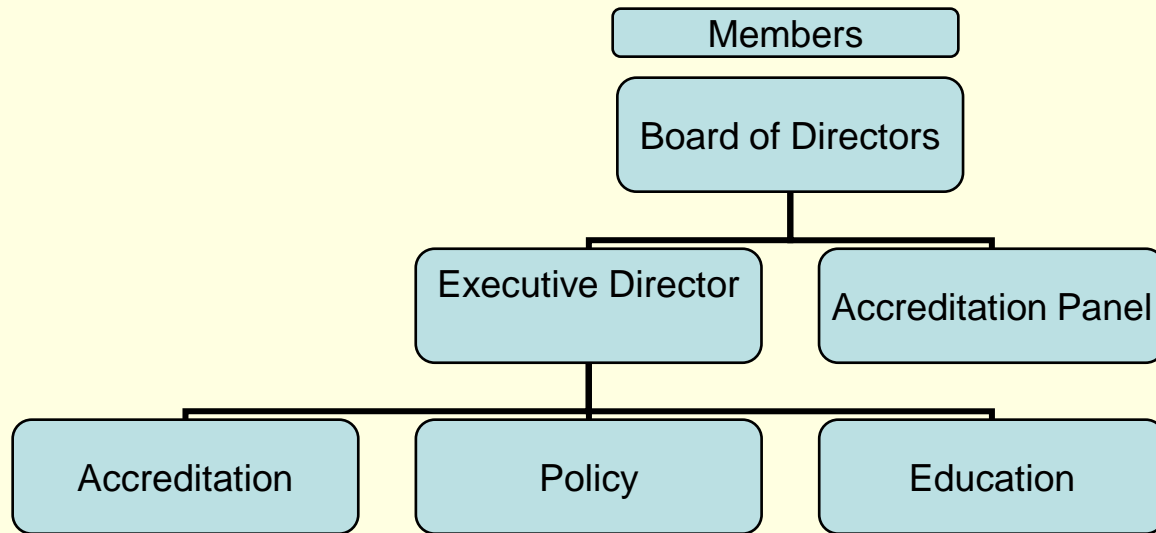 Members
Board of Directors
Executive Director
Accreditation Panel
Accreditation
Policy
Education